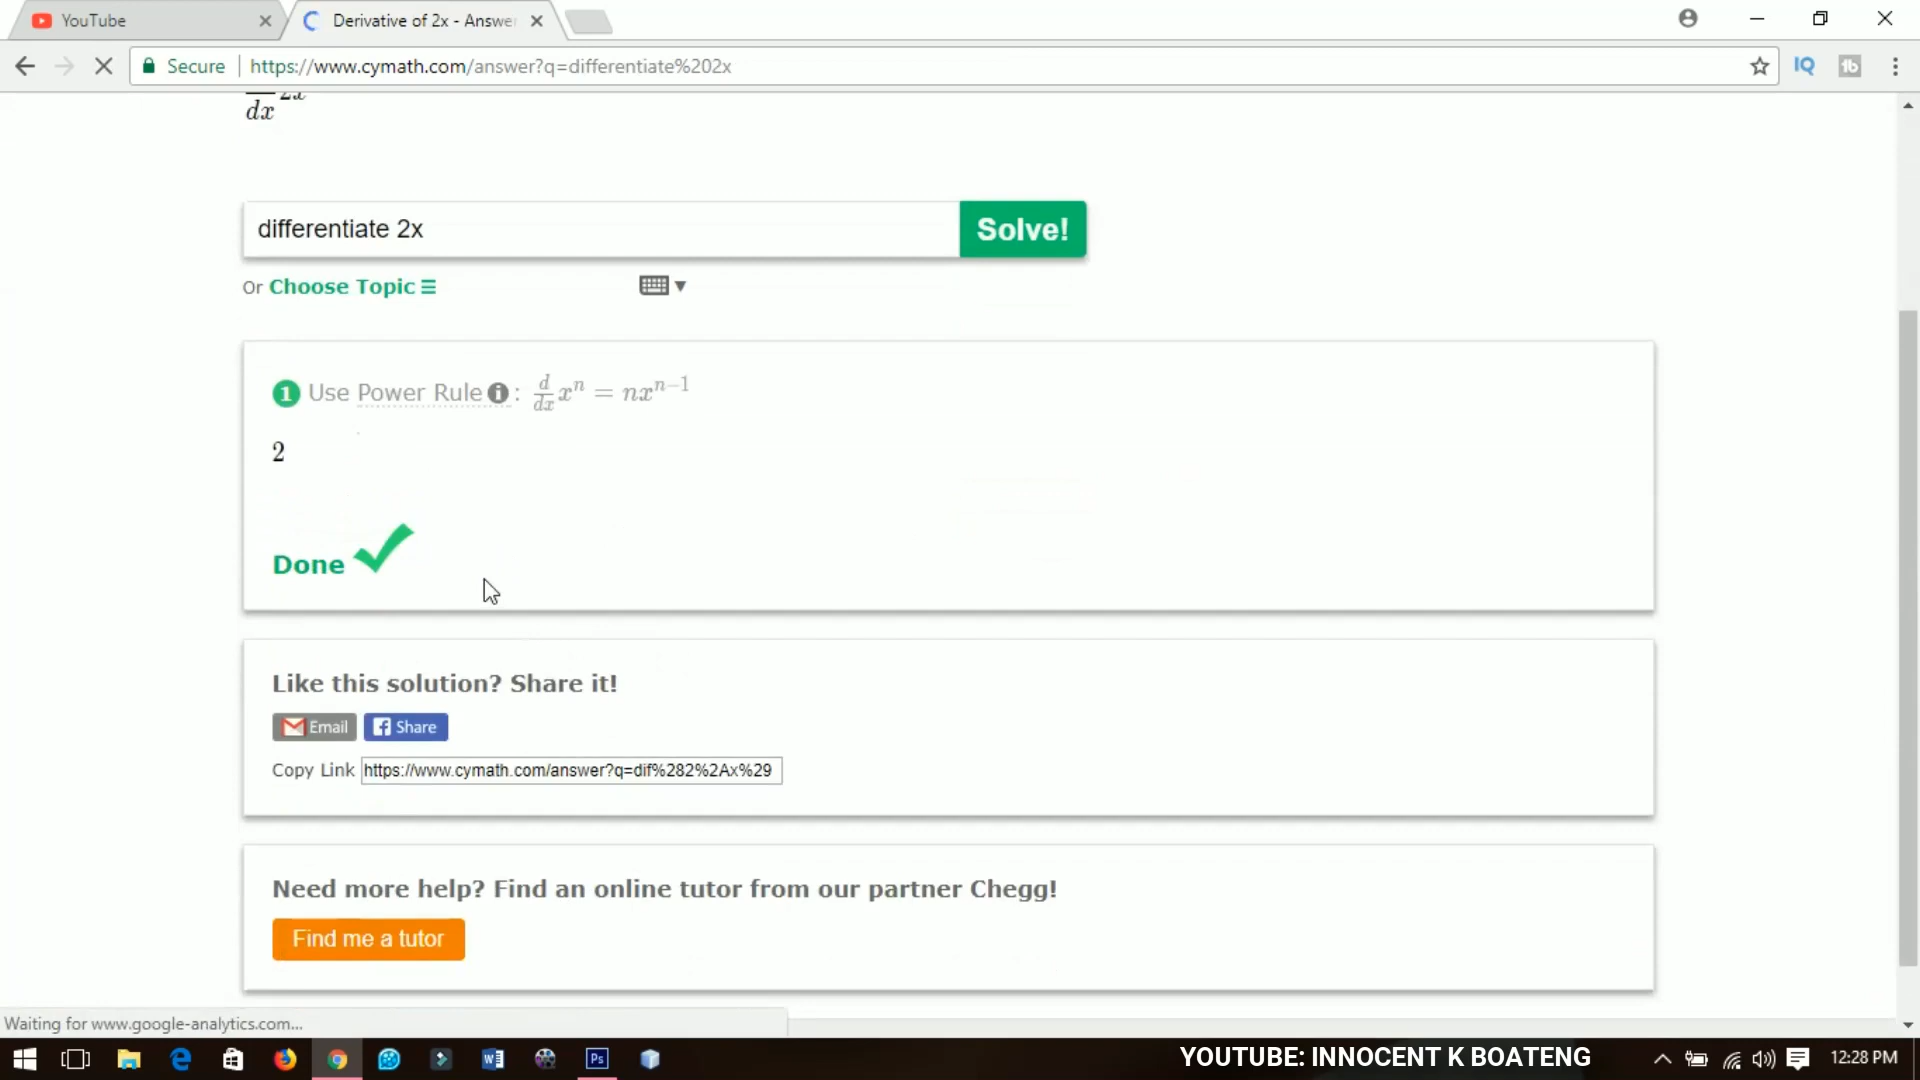 YouTube
Derivative of 2x - Answer
Secure https://www.cymath.com/answer?q=differentiate%202x
dx
differentiate 2x
Solve!
Or Choose Topic
1 Use Power Rule : d/dx x^n = nx^{n-1}
2
Done
Like this solution? Share it!
Email Share
Copy Link https://www.cymath.com/answer?q=dif%282%2Ax%29
Need more help? Find an online tutor from our partner Chegg!
Find me a tutor
Waiting for www.google-analytics.com...
YOUTUBE: INNOCENT K BOATENG
12:28 PM